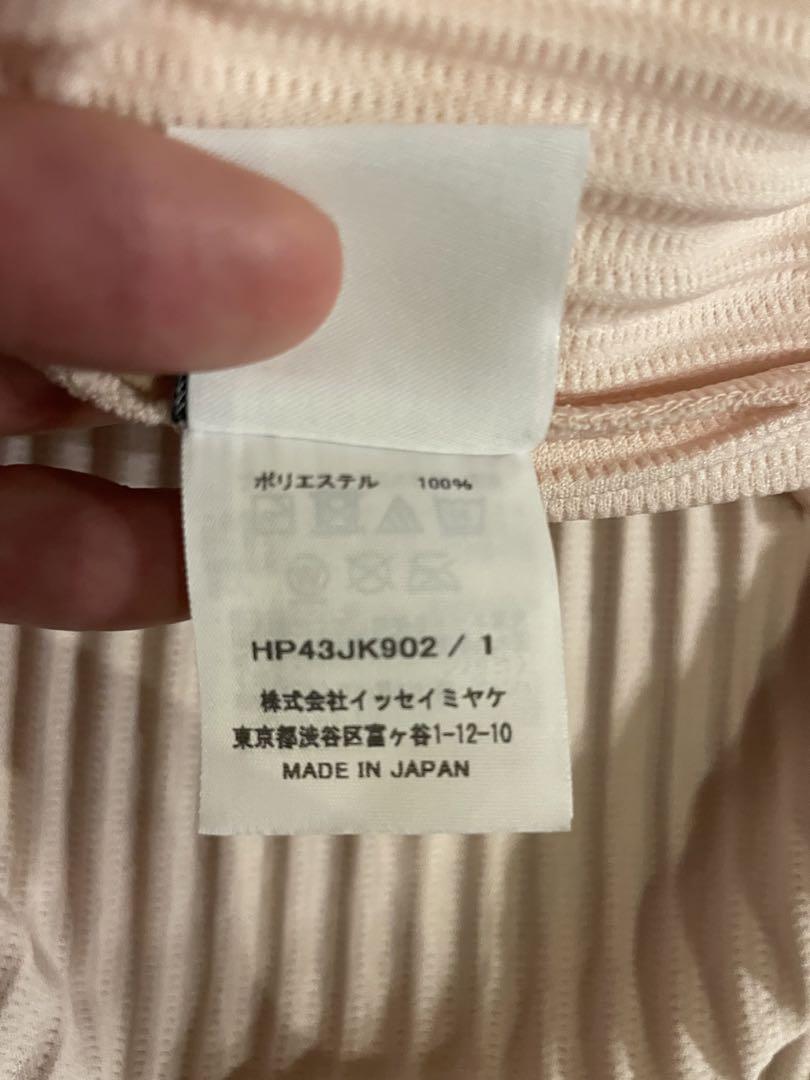 ポリエステル 100%
HP43JK902 / 1
株式会社イッセイミヤケ
東京都渋谷区富ヶ谷1-12-10
MADE IN JAPAN